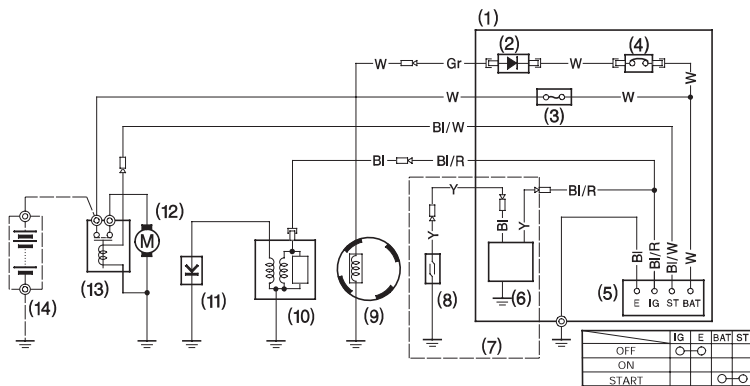 (1)
(2)
(4)
W
Gr
W
W
W
W
(3)
Bl/W
Bl
Bl/R
Y
Bl/R
Y
Bl
Y
Bl
Bl/R
Bl/W
W
(12)
M
(13)
(14)
(11)
(10)
(9)
(8)
(6)
(7)
(5)
E IG ST BAT
IG E BAT ST
OFF
ON
START